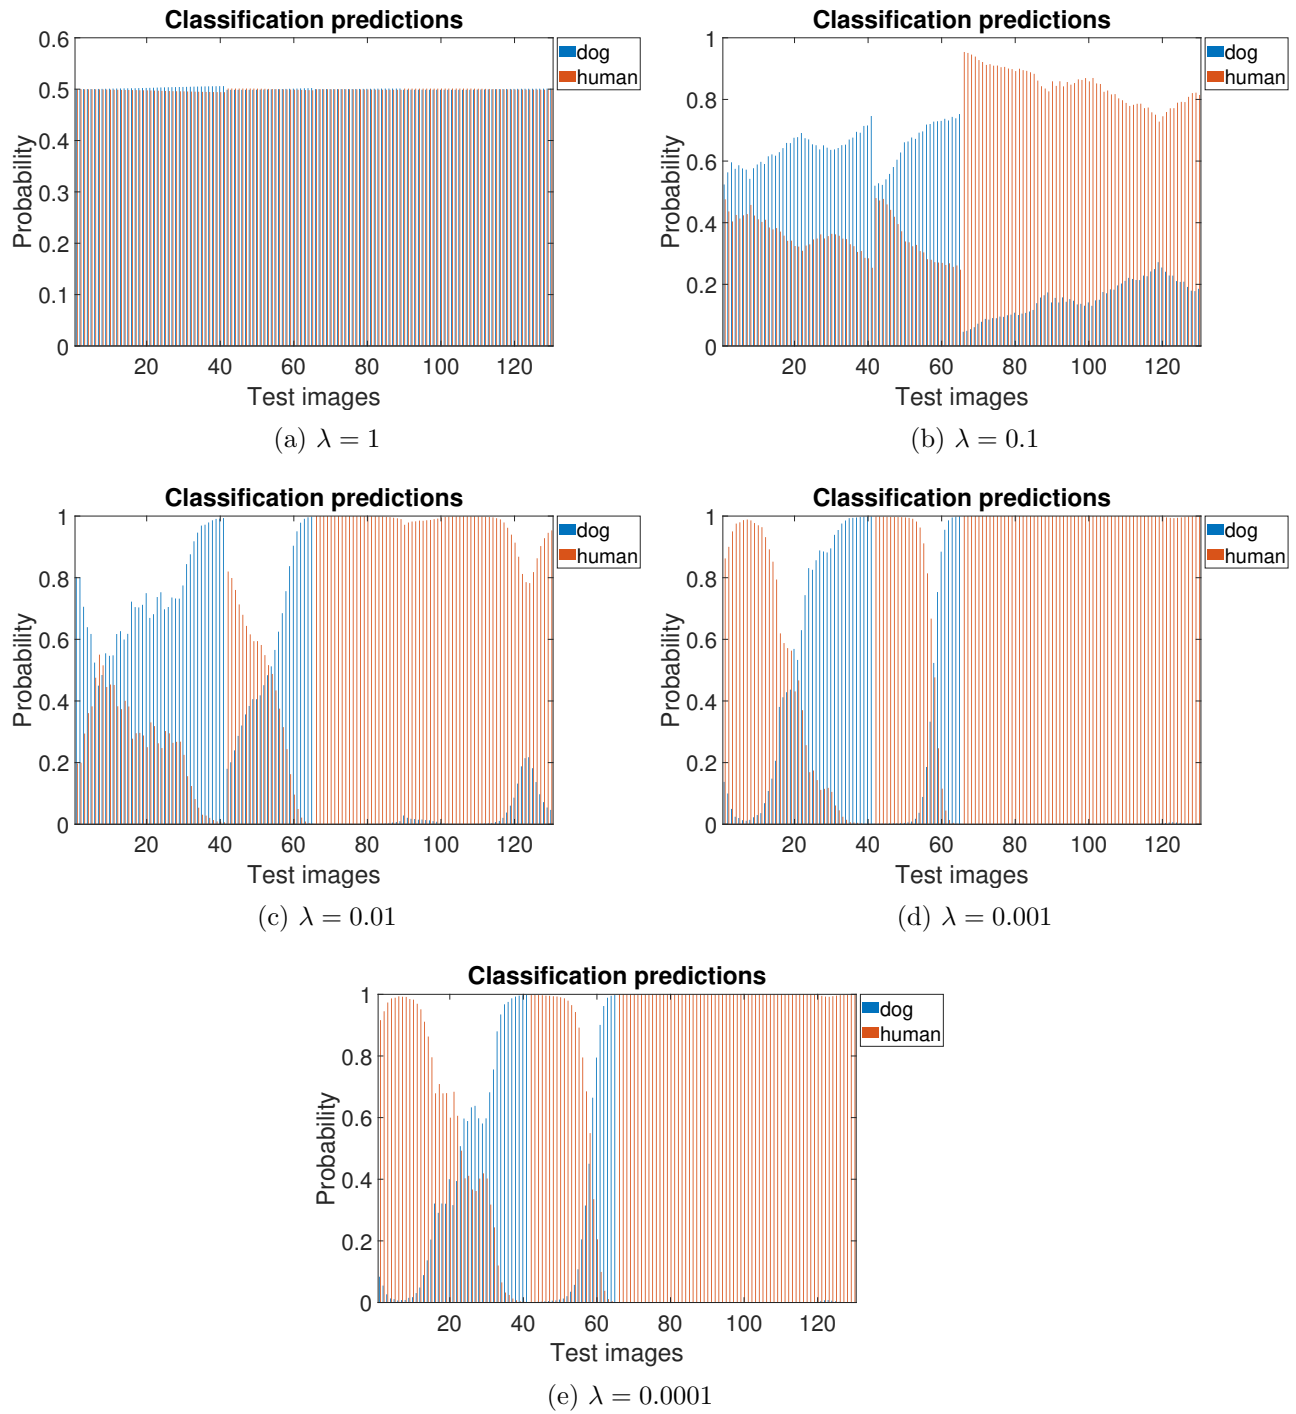 Classification predictions
0.6
0.5
0.4
0.3
0.2
0.1
0
Probability
20 40 60 80 100 120
Test images
dog
human
(a) λ = 1
Classification predictions
1
0.8
0.6
0.4
0.2
0
Probability
20 40 60 80 100 120
Test images
dog
human
(b) λ = 0.1
Classification predictions
1
0.8
0.6
0.4
0.2
0
Probability
20 40 60 80 100 120
Test images
dog
human
(c) λ = 0.01
Classification predictions
1
0.8
0.6
0.4
0.2
0
Probability
20 40 60 80 100 120
Test images
dog
human
(d) λ = 0.001
Classification predictions
1
0.8
0.6
0.4
0.2
0
Probability
20 40 60 80 100 120
Test images
dog
human
(e) λ = 0.0001